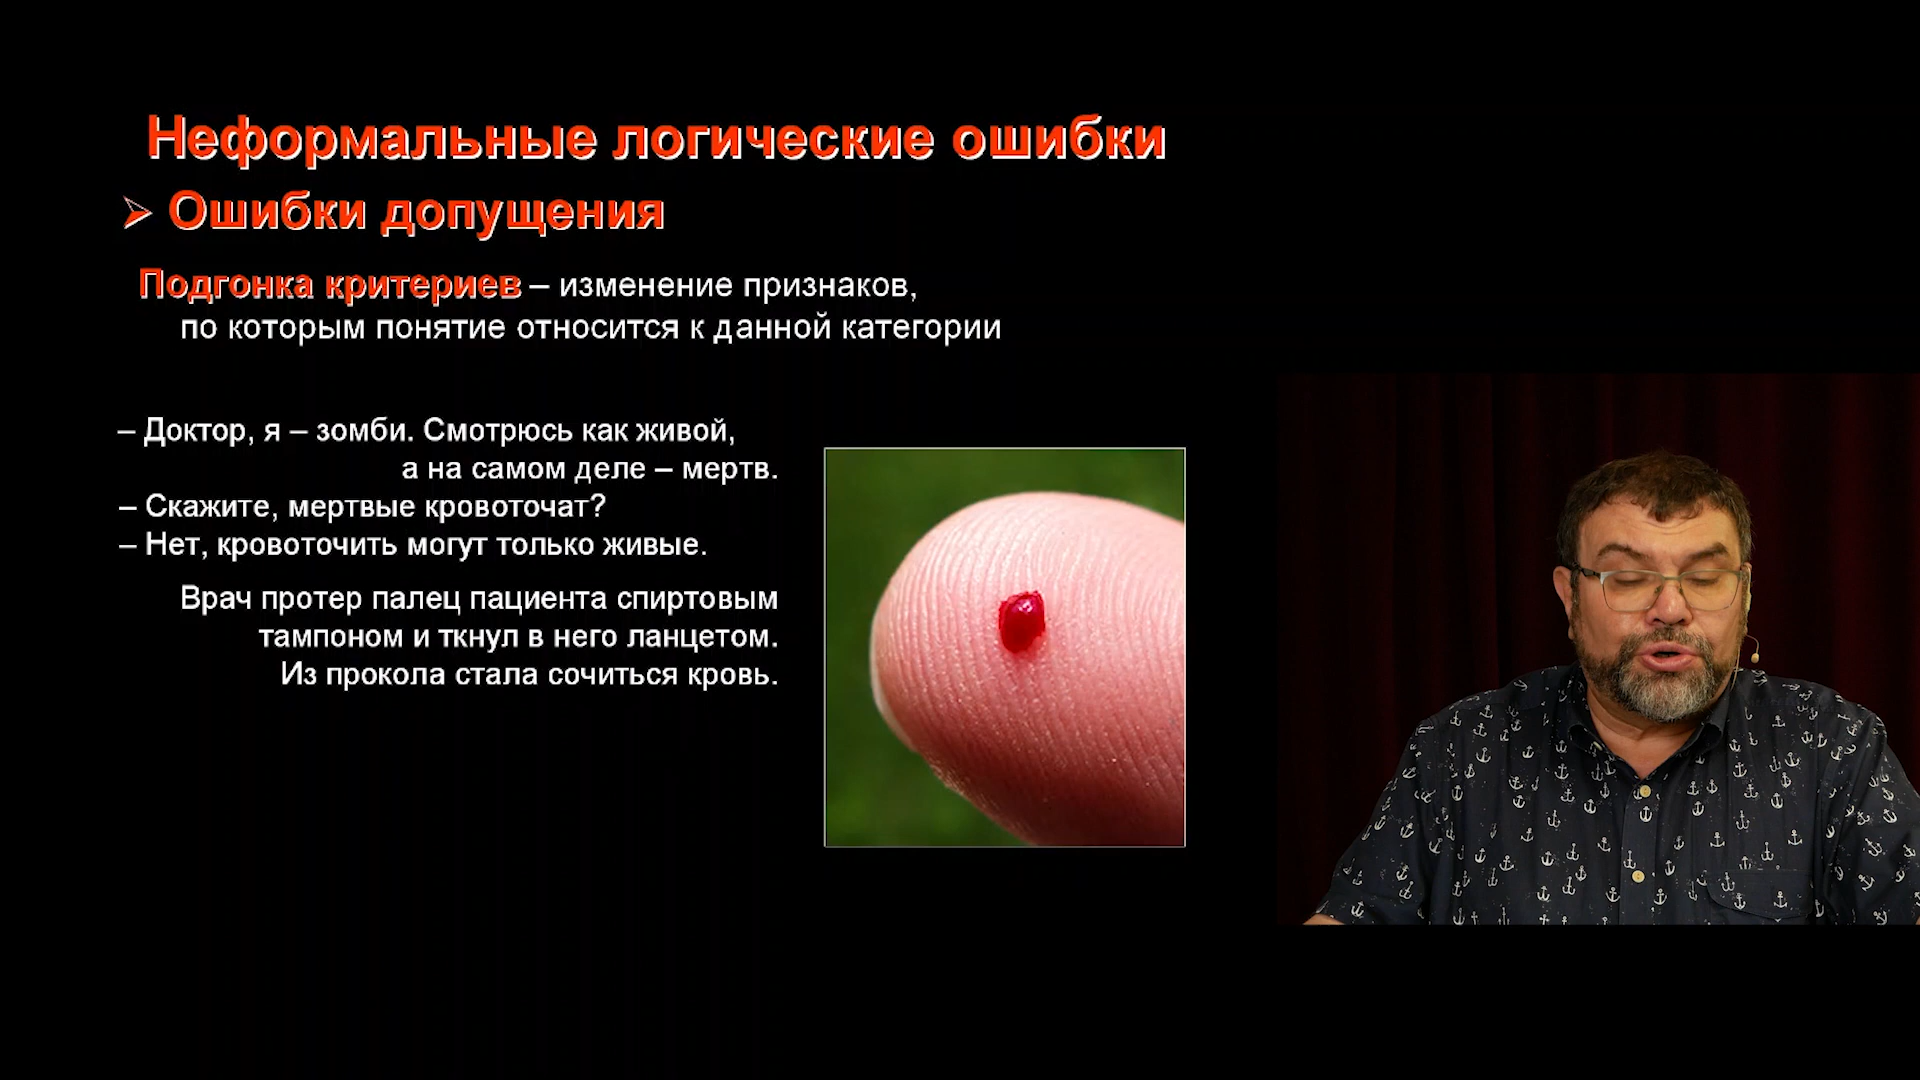 Неформальные логические ошибки
Ошибки допущения
Подгонка критериев – изменение признаков,
по которым понятие относится к данной категории
– Доктор, я – зомби. Смотрюсь как живой,
а на самом деле – мертв.
– Скажите, мертвые кровоточат?
– Нет, кровоточить могут только живые.
Врач протер палец пациента спиртовым
тампоном и ткнул в него ланцетом.
Из прокола стала сочиться кровь.